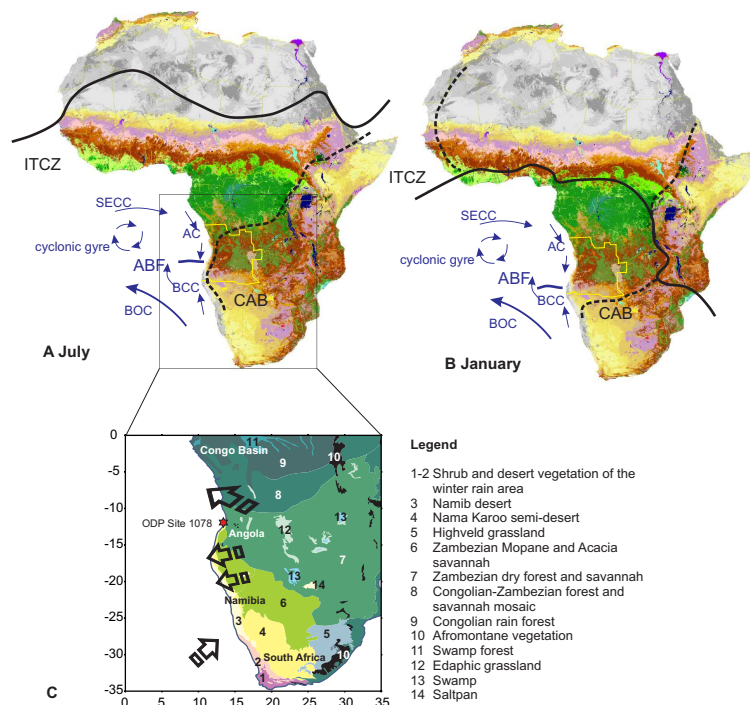 ITCZ
SECC
AC
cyclonic gyre
ABF
BCC
BOC
CAB
A July
ITCZ
SECC
AC
cyclonic gyre
ABF
BCC
BOC
CAB
B January
0
-5
-10
-15
-20
-25
-30
-35
0 5 10 15 20 25 30 35
11
Congo Basin
10
9
8
ODP Site 1078
Angola
12
13
7
13
14
Namibia
6
3
4
5
South Africa
10
2
1
C
Legend
1-2 Shrub and desert vegetation of the
winter rain area
3 Namib desert
4 Nama Karoo semi-desert
5 Highveld grassland
6 Zambezian Mopane and Acacia
savannah
7 Zambezian dry forest and savannah
8 Congolian-Zambezian forest and
savannah mosaic
9 Congolian rain forest
10 Afromontane vegetation
11 Swamp forest
12 Edaphic grassland
13 Swamp
14 Saltpan